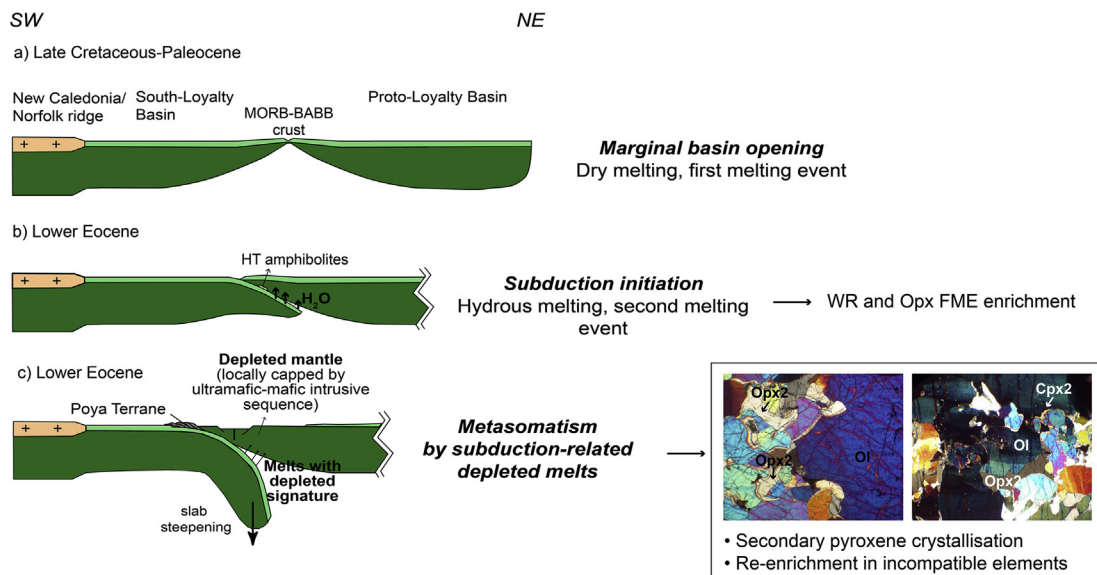 SW
NE
a) Late Cretaceous-Paleocene
New Caledonia/
Norfolk ridge
South-Loyalty
Basin
MORB-BABB
crust
Proto-Loyalty Basin
+ +
Marginal basin opening
Dry melting, first melting event
b) Lower Eocene
HT amphibolites
+ +
H2O
Subduction initiation
Hydrous melting, second melting
event
WR and Opx FME enrichment
c) Lower Eocene
Depleted mantle
(locally capped by
ultramafic-mafic intrusive
sequence)
Poya Terrane
+ +
Melts with
depleted
signature
slab
steepening
Metasomatism
by subduction-related
depleted melts
Opx2
Opx2
Ol
Cpx2
Ol
Opx2
• Secondary pyroxene crystallisation
• Re-enrichment in incompatible elements